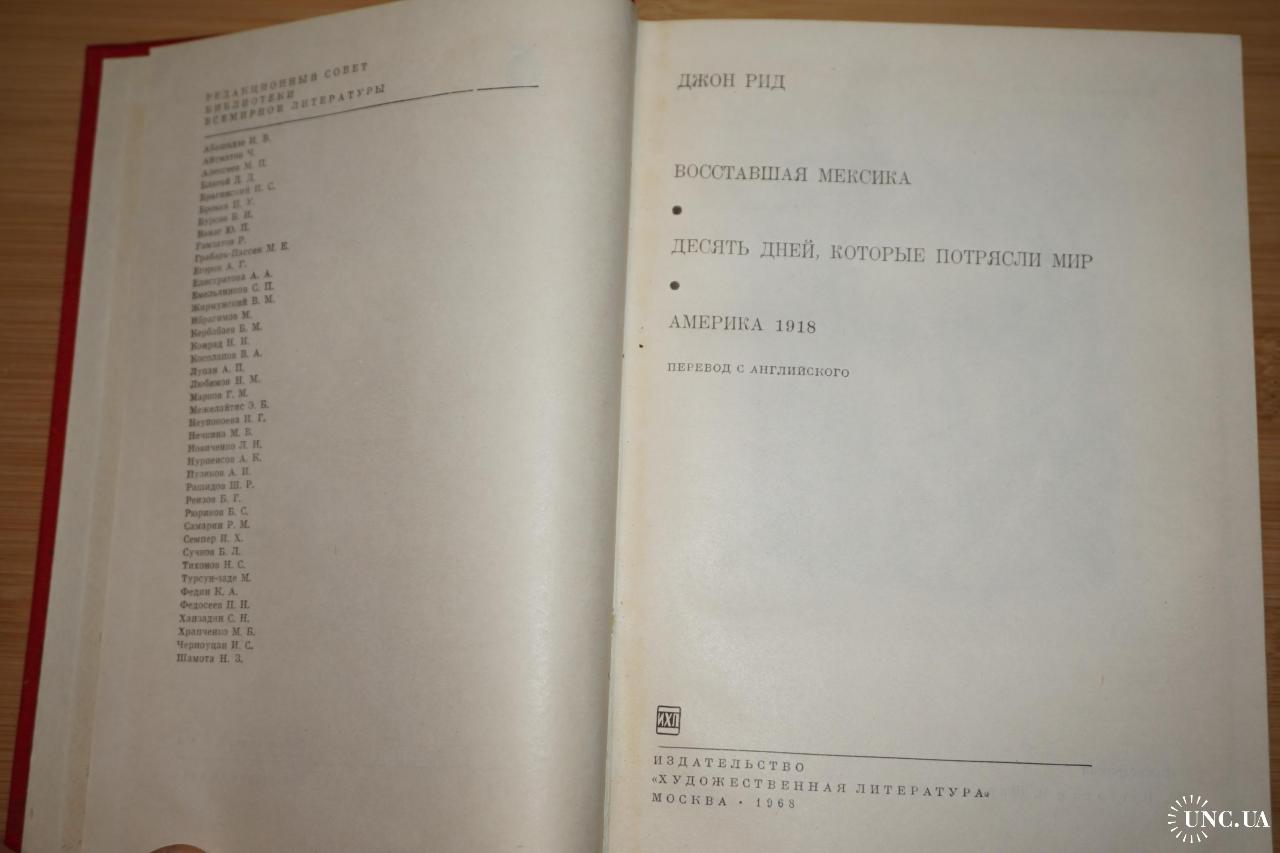 РЕДАКЦИОННЫЙ СОВЕТ
БИБЛИОТЕКИ
ВСЕМИРНОЙ ЛИТЕРАТУРЫ
Абашидзе И. В.
Айтматов Ч.
Алексеев М. П.
Благой Д. Д.
Брагинский И. С.
Бровка П. У.
Бурсов Б. И.
Ванаг Ю. П.
Гамзатов Р.
Грабарь-Пассек М. Е.
Егоров А. Г.
Елистратова А. А.
Емельяников С. П.
Жирмунский В. М.
Ибрагимов М.
Кербабаев Б. М.
Конрад Н. И.
Косолапов В. А.
Лупан А. П.
Любимов Н. М.
Марков Г. М.
Межелайтис Э. Б.
Неупокоева И. Г.
Нечкина М. В.
Новиченко Л. Н.
Нурпеисов А. К.
Пузиков А. И.
Рашидов Ш. Р.
Реизов Б. Г.
Рюриков Б. С.
Самарин Р. М.
Семпер И. Х.
Сучков Б. Л.
Тихонов Н. С.
Турсун-заде М.
Федин К. А.
Федосеев П. Н.
Ханзадян С. Н.
Храпченко М. Б.
Черноуцан И. С.
Шамота Н. З.
ДЖОН РИД
ВОССТАВШАЯ МЕКСИКА
•
ДЕСЯТЬ ДНЕЙ, КОТОРЫЕ ПОТРЯСЛИ МИР
•
АМЕРИКА 1918
ПЕРЕВОД С АНГЛИЙСКОГО
ИХЛ
ИЗДАТЕЛЬСТВО
«ХУДОЖЕСТВЕННАЯ ЛИТЕРАТУРА»
МОСКВА • 1968
UNC.UA